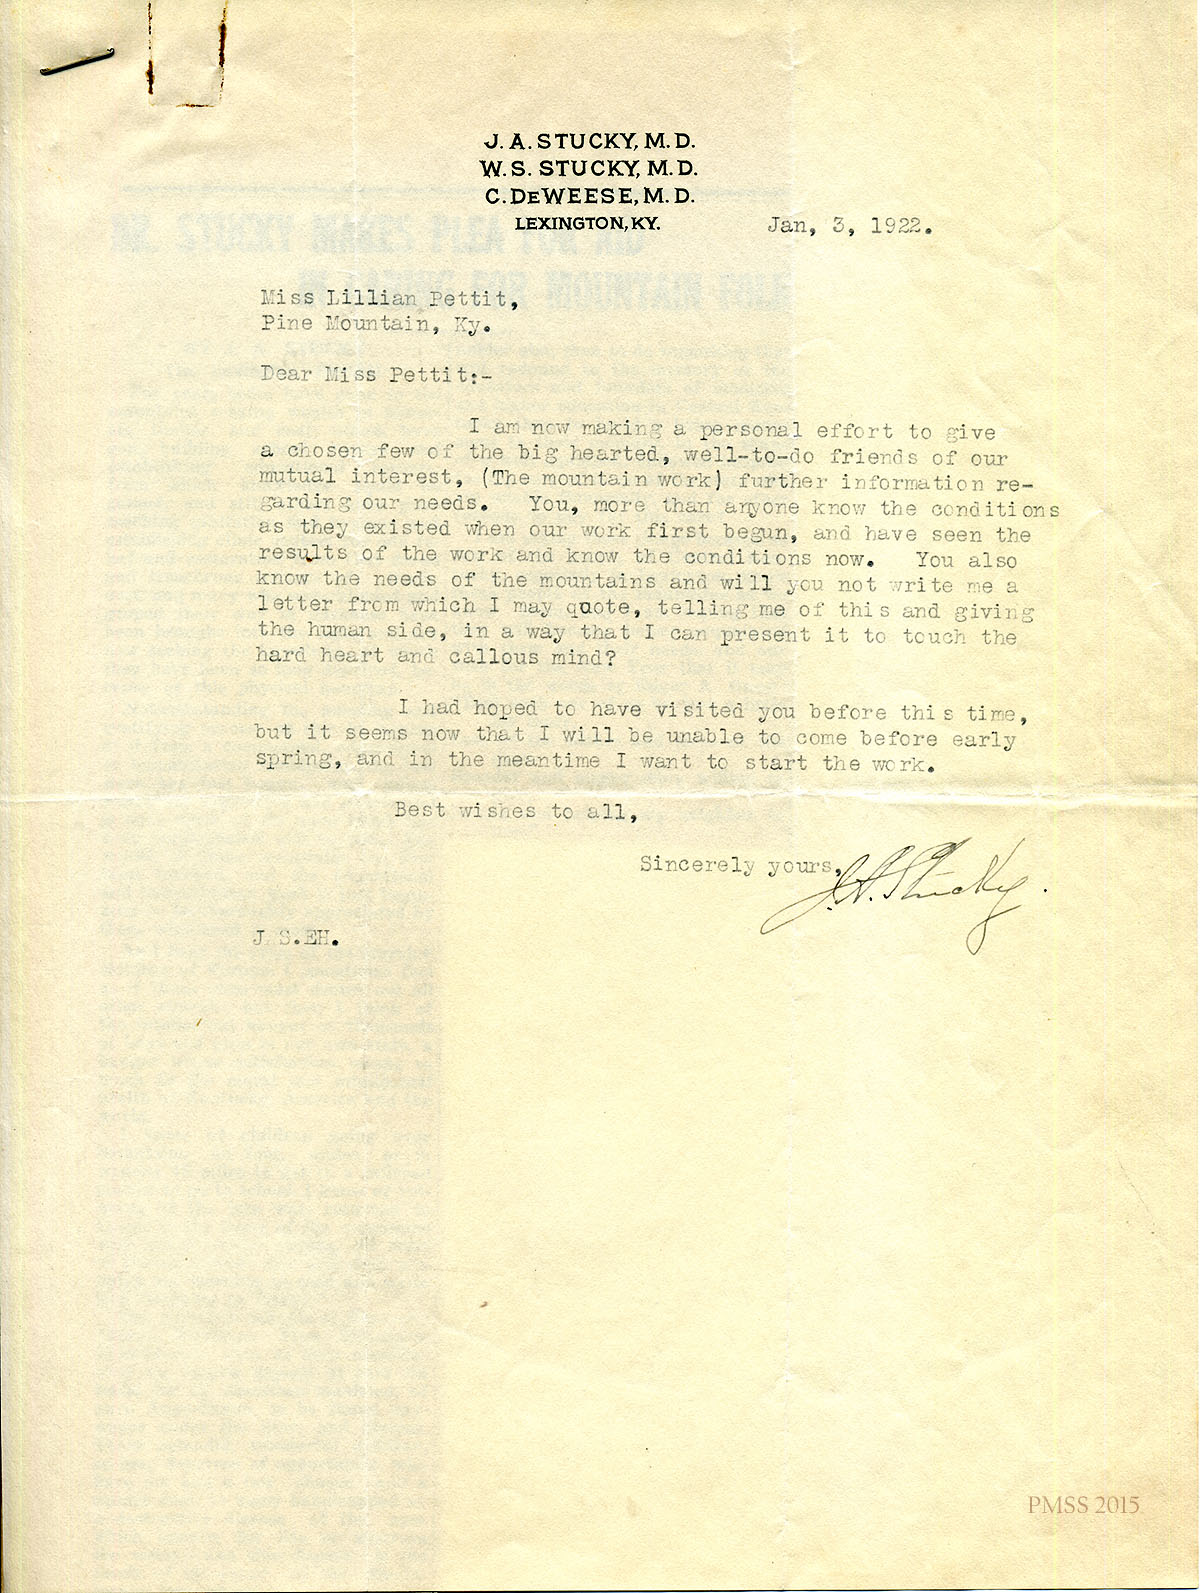 J. A. STUCKY, M. D.
W. S. STUCKY, M. D.
C. DEWEESE, M. D.
LEXINGTON, KY.
Jan, 3, 1922.
DR. STUCKY MAKES PLEA FOR AID
MOUNTAIN
Miss Lillian Pettit,
Pine Mountain, Ky.
Dear Miss Pettit:-
I am now making a personal effort to give
a chosen few of the big hearted, well-to-do friends of our
mutual interest, (The mountain work) further information re-
garding our needs. You, more than anyone know the conditions
as they existed when our work first begun, and have seen the
results of the work and know the conditions now. You also
know the needs of the mountains and will you not write me a
letter from which I may quote, telling me of this and giving
the human side, in a way that I can present it to touch the
hard heart and callous mind?
I had hoped to have visited you before this time,
but it seems now that I will be unable to come before early
spring, and in the meantime I want to start the work.
Best wishes to all,
Sincerely yours,
J. A. Stucky.
J. S.EH.
PMSS 2015